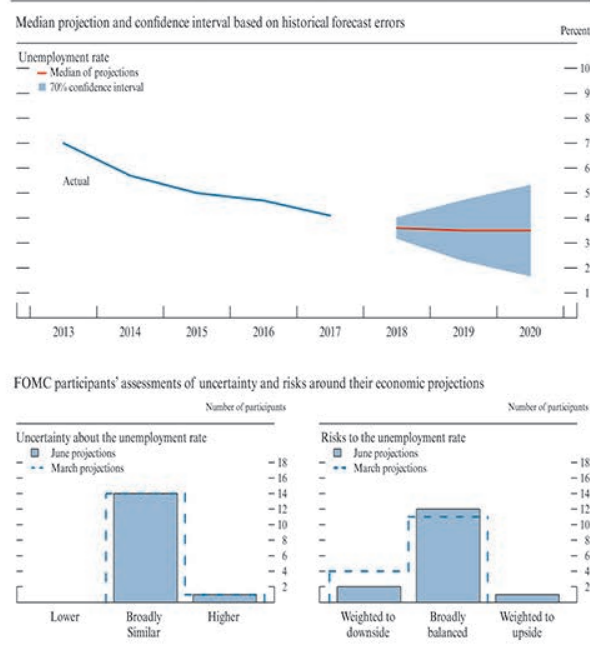 Median projection and confidence interval based on historical forecast errors
Percent
Unemployment rate
Median of projections
70% confidence interval
10
9
8
7
6
5
4
3
2
1
Actual
2013 2014 2015 2016 2017 2018 2019 2020
FOMC participants' assessments of uncertainty and risks around their economic projections
Number of participants
Uncertainty about the unemployment rate
June projections
March projections
18
16
14
12
10
8
6
4
2
Lower Broadly Similar Higher
Number of participants
Risks to the unemployment rate
June projections
March projections
18
16
14
12
10
8
6
4
2
Weighted to downside Broadly balanced Weighted to upside